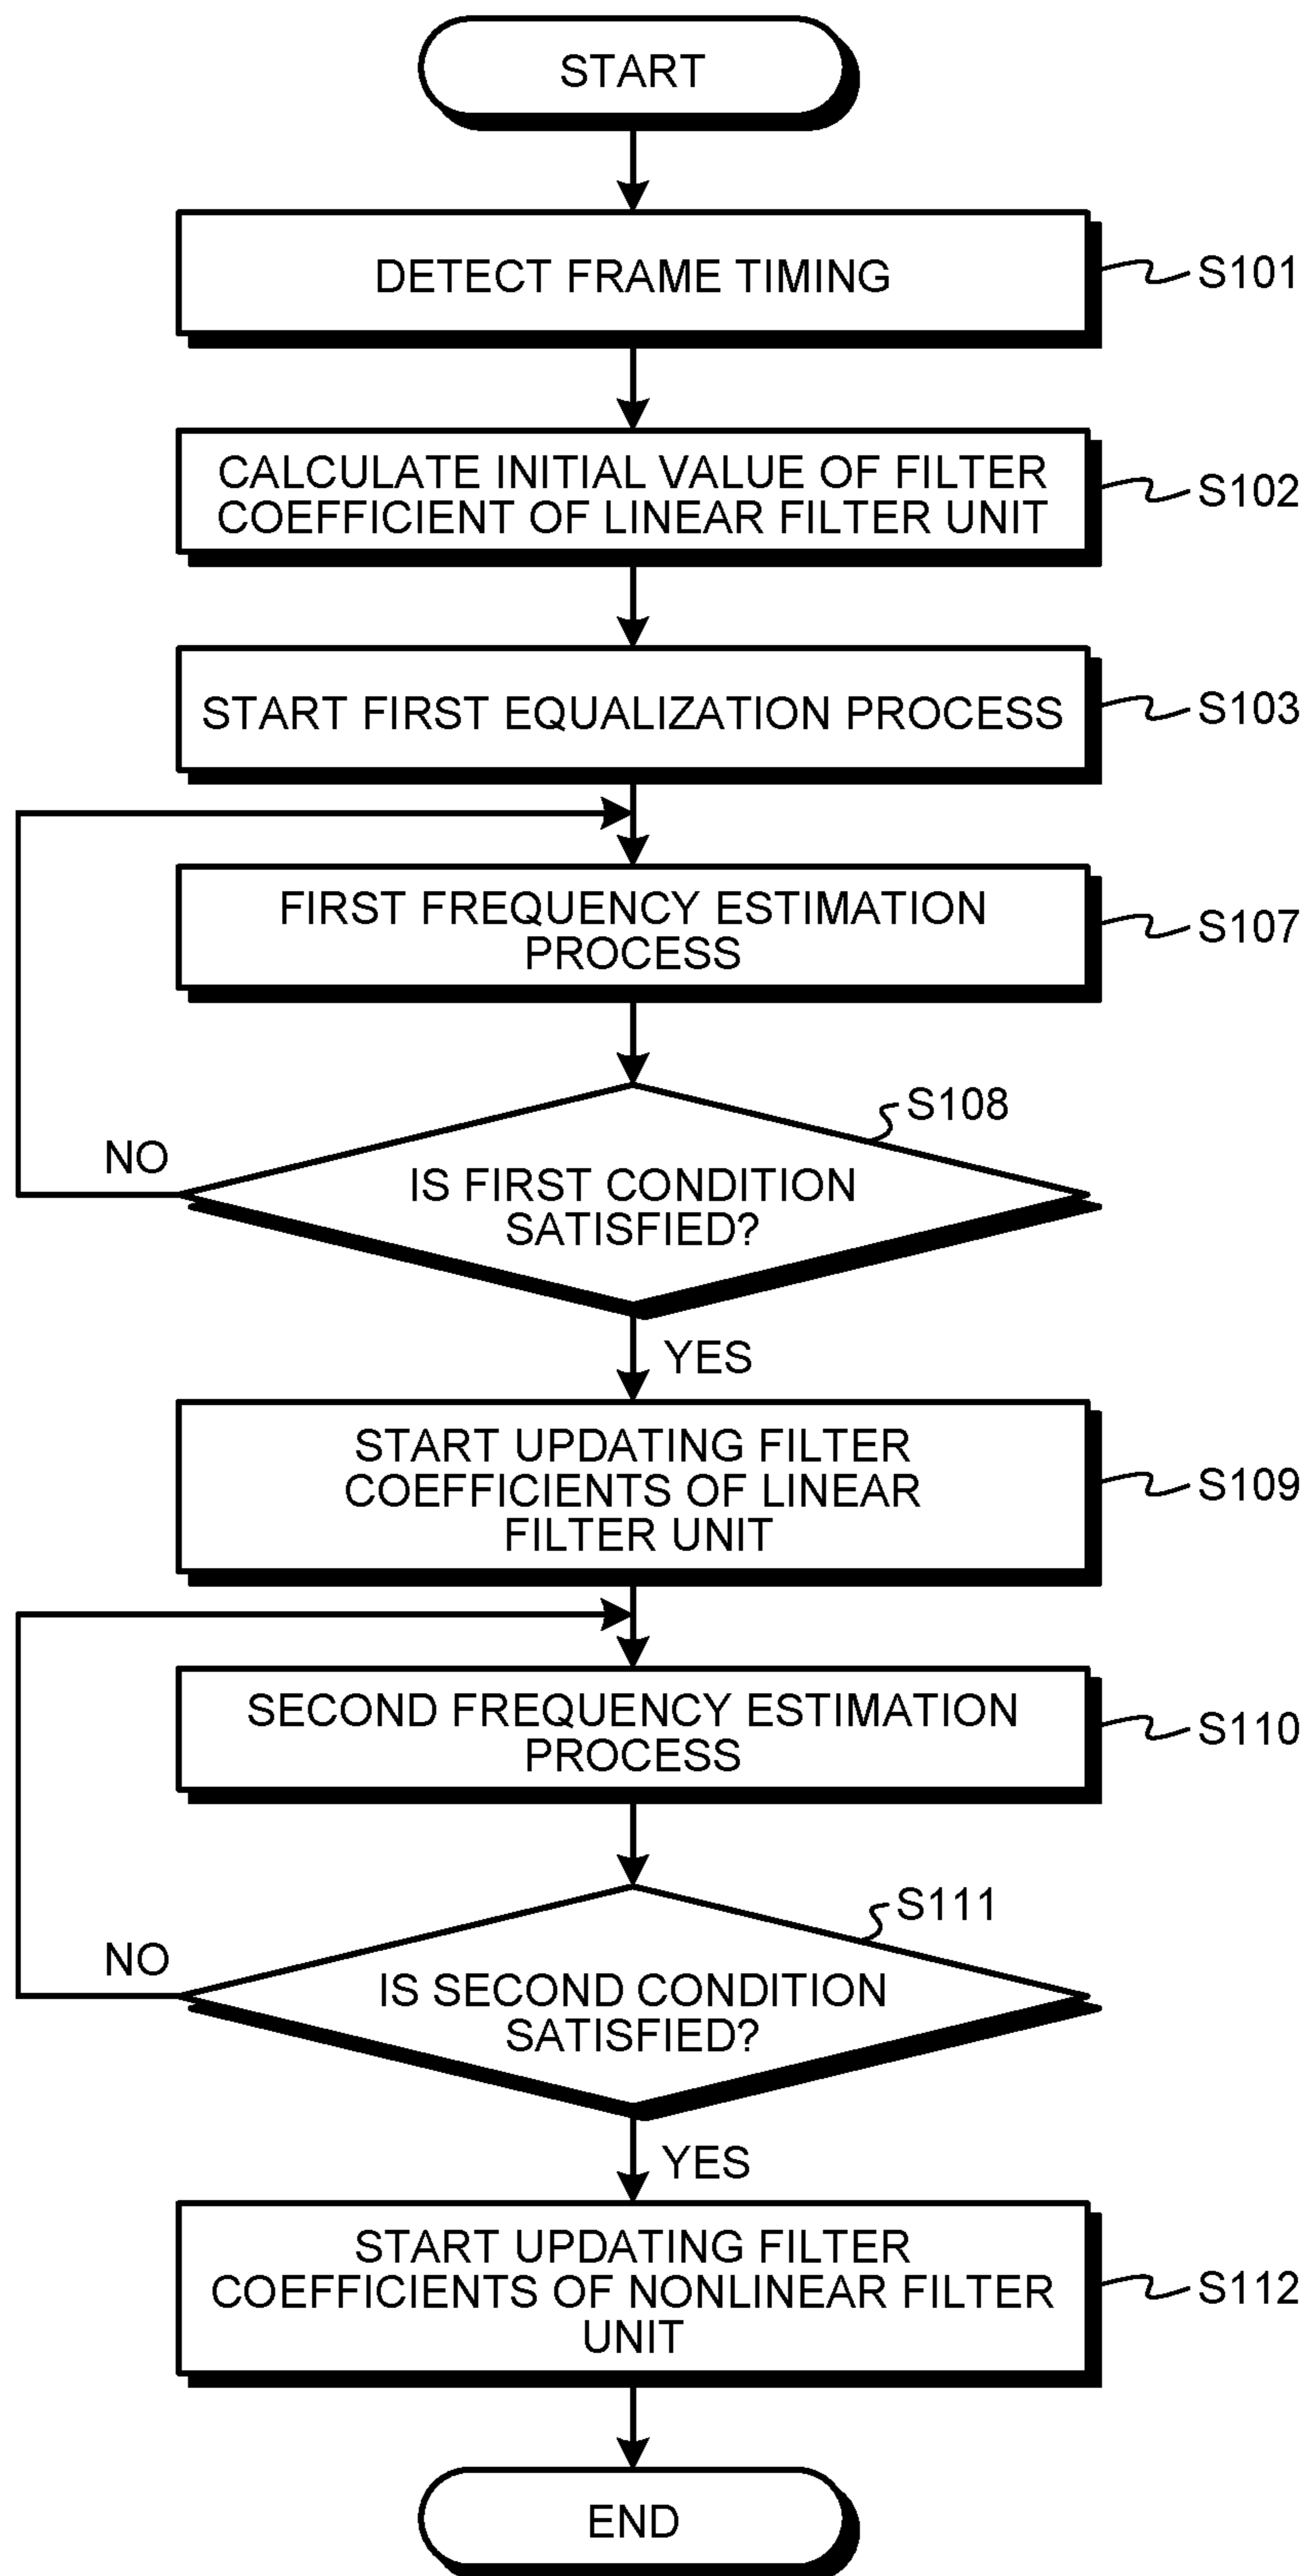 START
DETECT FRAME TIMING
S101
CALCULATE INITIAL VALUE OF FILTER
COEFFICIENT OF LINEAR FILTER UNIT
S102
START FIRST EQUALIZATION PROCESS
S103
FIRST FREQUENCY ESTIMATION
PROCESS
S107
S108
NO
IS FIRST CONDITION
SATISFIED?
YES
START UPDATING FILTER
COEFFICIENTS OF LINEAR
FILTER UNIT
S109
SECOND FREQUENCY ESTIMATION
PROCESS
S110
S111
NO
IS SECOND CONDITION
SATISFIED?
YES
START UPDATING FILTER
COEFFICIENTS OF NONLINEAR FILTER
UNIT
S112
END